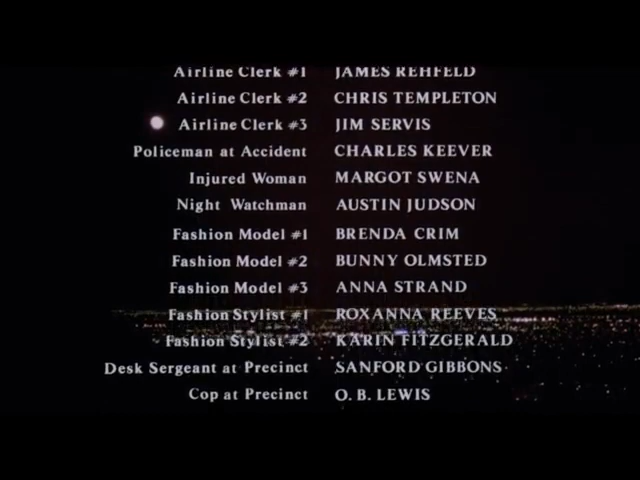 Airline Clerk #1 JAMES REHFELD
Airline Clerk #2 CHRIS TEMPLETON
Airline Clerk #3 JIM SERVIS
Policeman at Accident CHARLES KEEVER
Injured Woman MARGOT SWENA
Night Watchman AUSTIN JUDSON
Fashion Model #1 BRENDA CRIM
Fashion Model #2 BUNNY OLMSTED
Fashion Model #3 ANNA STRAND
Fashion Stylist #1 ROXANNA REEVES
Fashion Stylist #2 KARIN FITZGERALD
Desk Sergeant at Precinct SANFORD GIBBONS
Cop at Precinct O. B. LEWIS